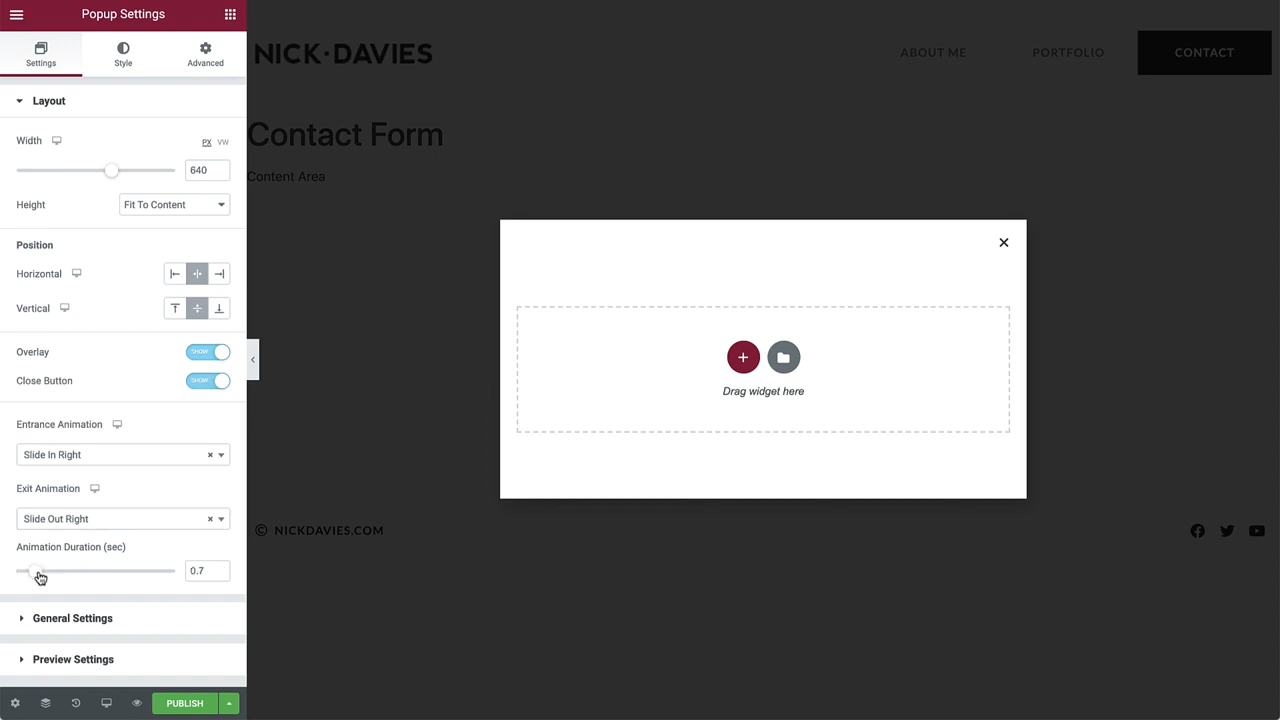 Popup Settings
Settings
Style
Advanced
Layout
Width
PX VW
640
Height
Fit To Content
Position
Horizontal
Vertical
Overlay
SHOW
Close Button
SHOW
Entrance Animation
Slide In Right
Exit Animation
Slide Out Right
Animation Duration (sec)
0.7
General Settings
Preview Settings
PUBLISH
NICK·DAVIES
ABOUT ME
PORTFOLIO
CONTACT
Contact Form
Content Area
Drag widget here
© NICKDAVIES.COM